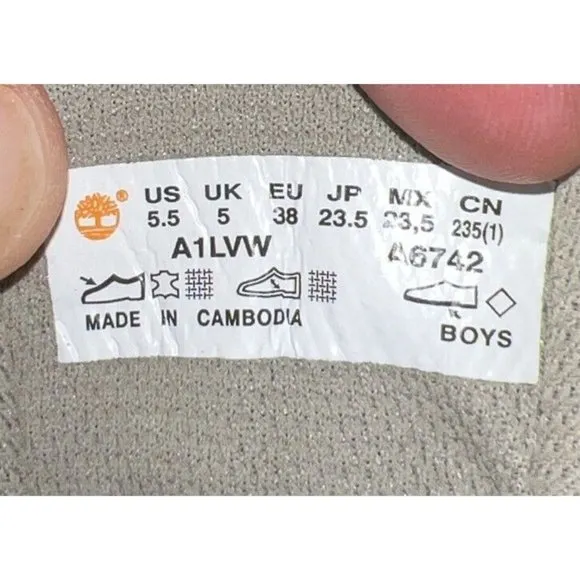 ® US UK EU JP MX CN
5.5 5 38 23.5 23,5 235(1)
A1LVW A6742
MADE IN CAMBODIA BOYS